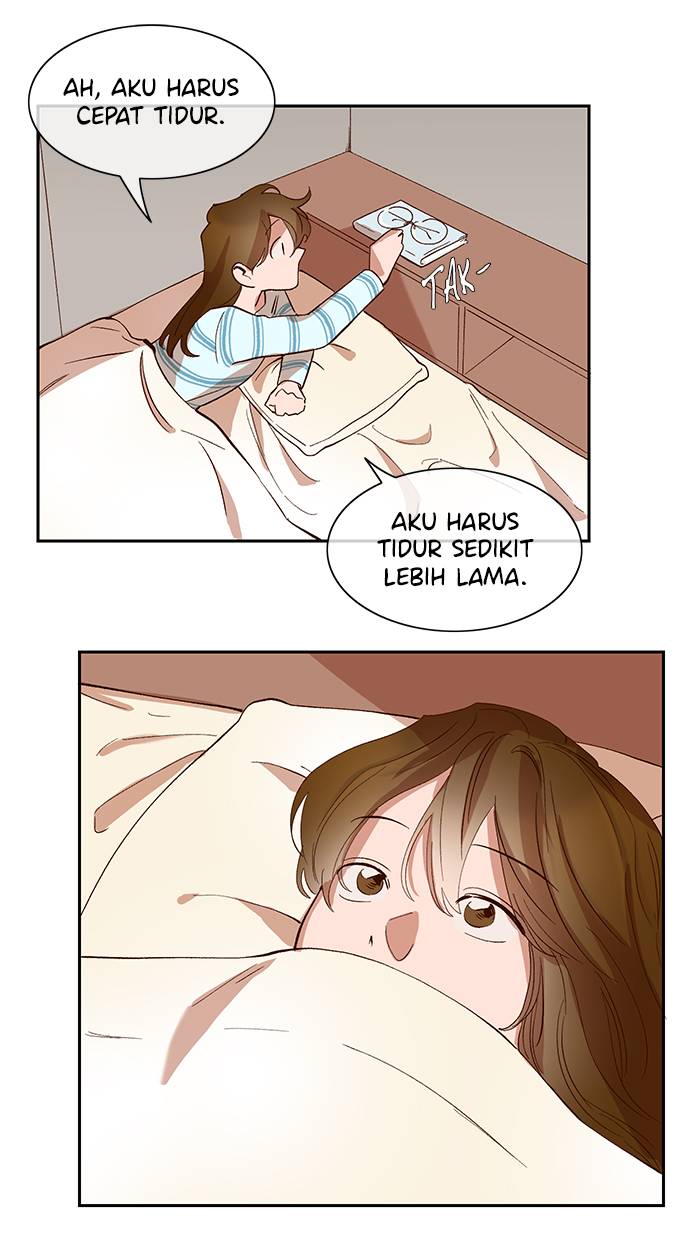 AH, AKU HARUS
CEPAT TIDUR.
TAK-
AKU HARUS
TIDUR SEDIKIT
LEBIH LAMA.